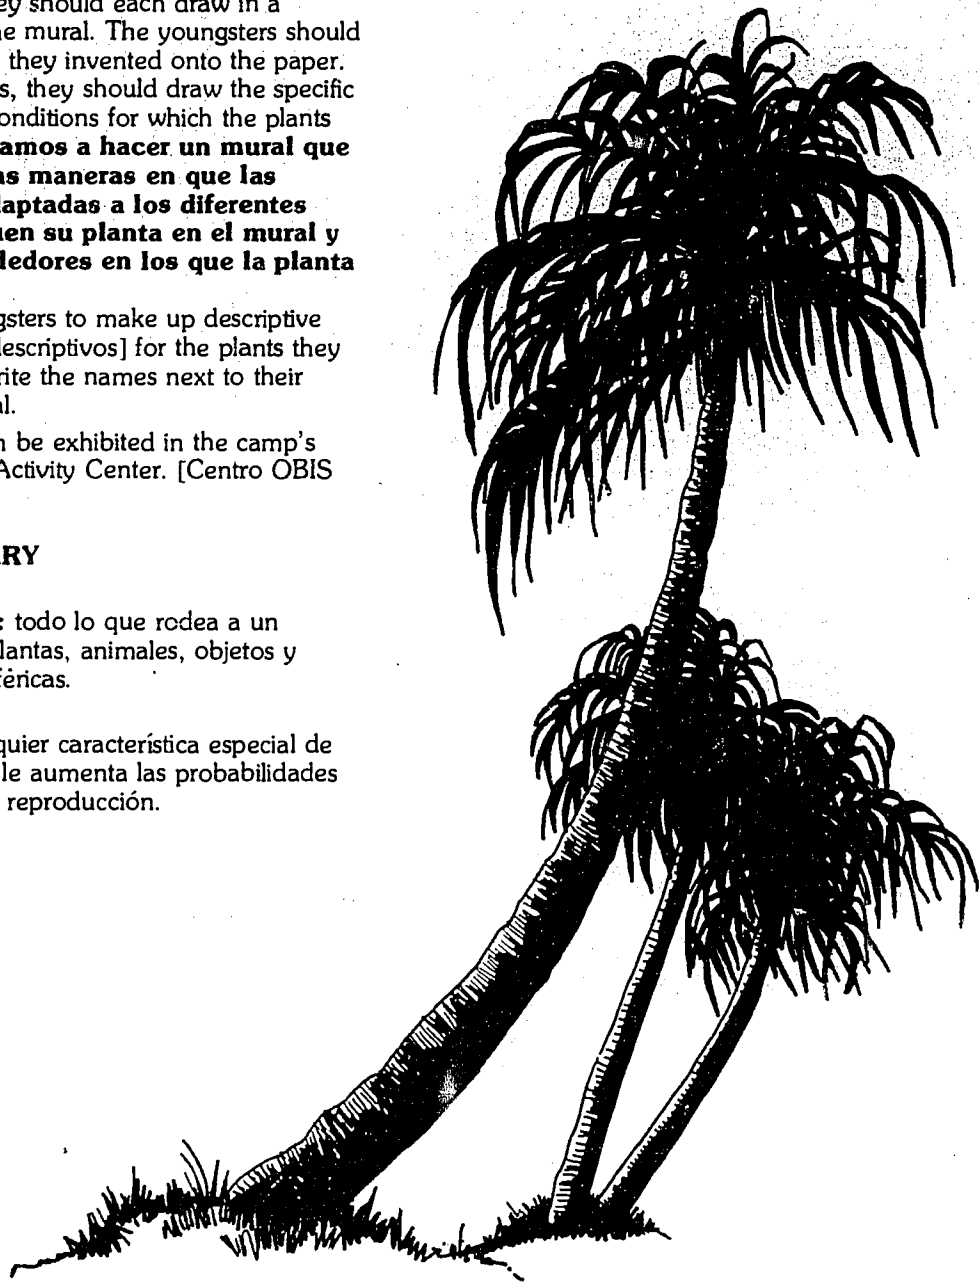 ey should each draw in a
e mural. The youngsters should
they invented onto the paper.
s, they should draw the specific
onditions for which the plants
amos a hacer un mural que
as maneras en que las
daptadas a los diferentes
uen su planta en el mural y
dedores en los que la planta
gsters to make up descriptive
descriptivos] for the plants they
rite the names next to their
al.
n be exhibited in the camp's
Activity Center. [Centro OBIS
RY
: todo lo que rodea a un
lantas, animales, objetos y
féricas.
quier característica especial de
le aumenta las probabilidades
reproducción.